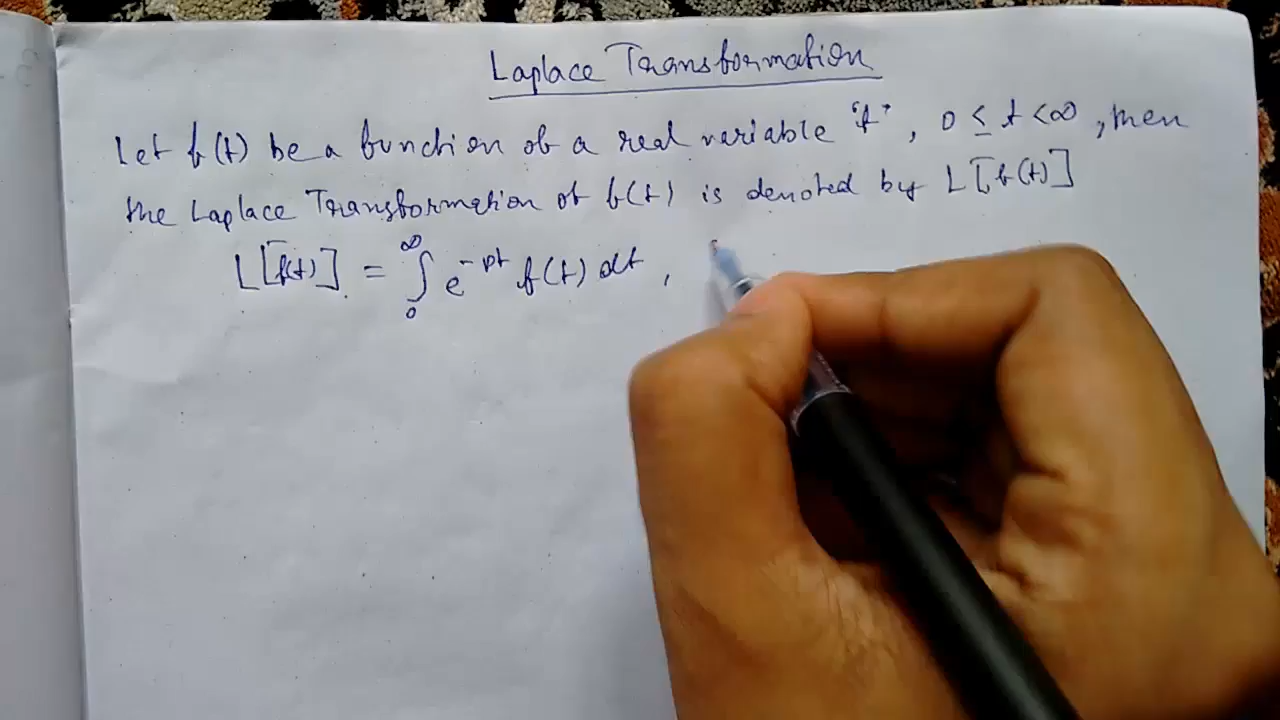 Laplace Transformation
Let f(t) be a function of a real variable 't', 0 ≤ t < ∞, then
the Laplace Transformation of f(t) is denoted by L[f(t)]
L[f(t)] = ∫₀^∞ e^{-pt} f(t) dt,